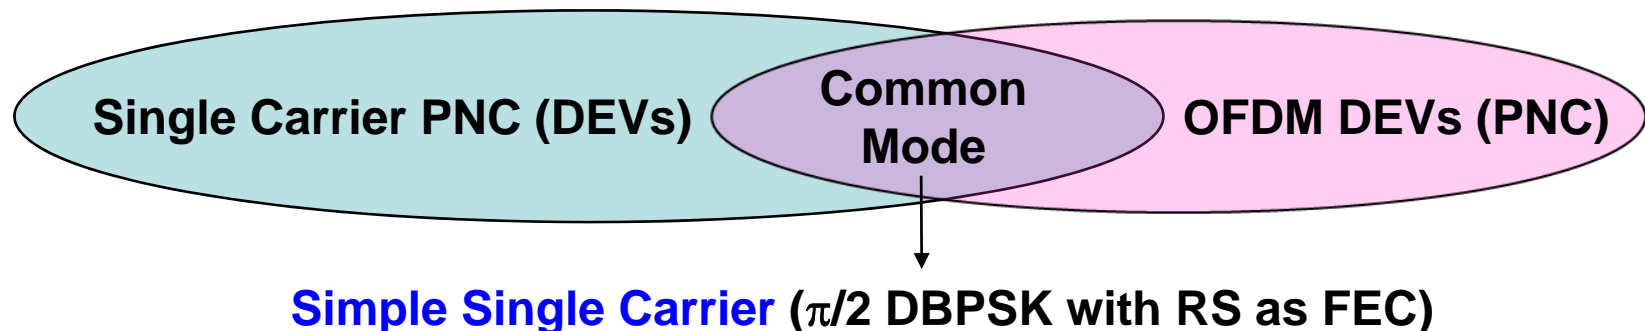 Single Carrier PNC (DEVs)
Common
Mode
OFDM DEVs (PNC)
Simple Single Carrier (π/2 DBPSK with RS as FEC)